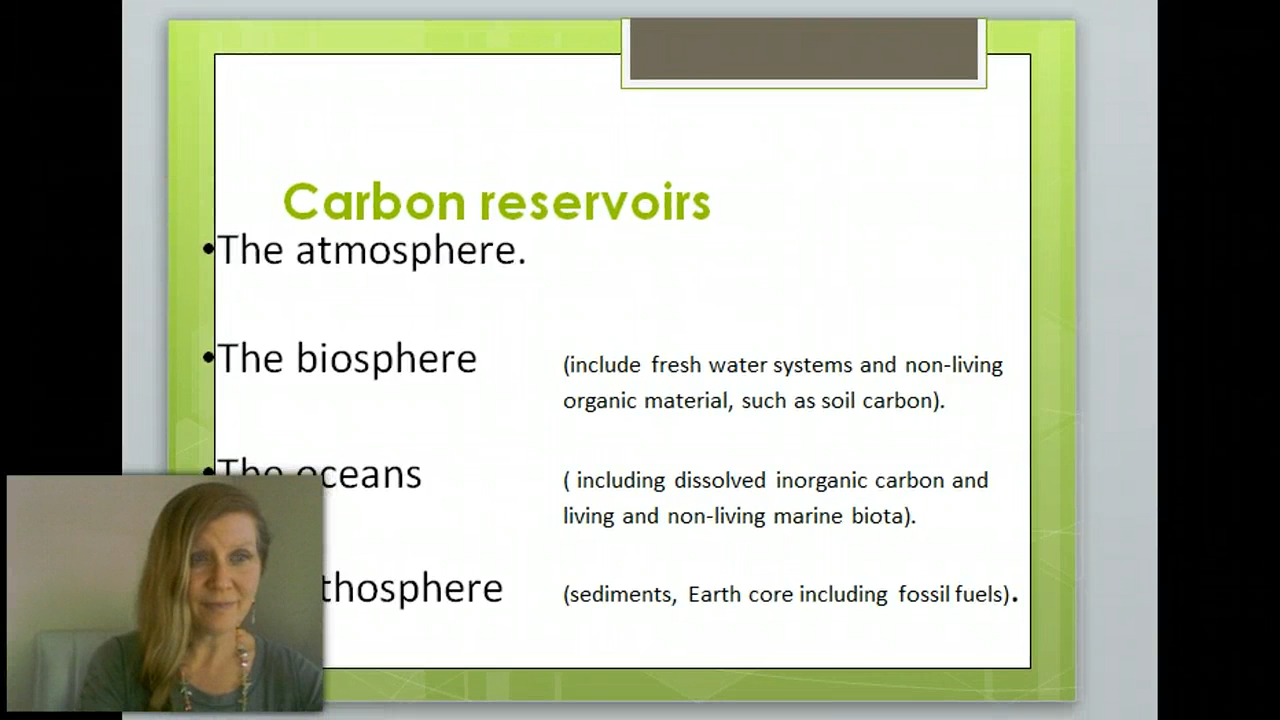 Carbon reservoirs
•The atmosphere.
•The biosphere (include fresh water systems and non-living
organic material, such as soil carbon).
•The oceans ( including dissolved inorganic carbon and
living and non-living marine biota).
thosphere (sediments, Earth core including fossil fuels).